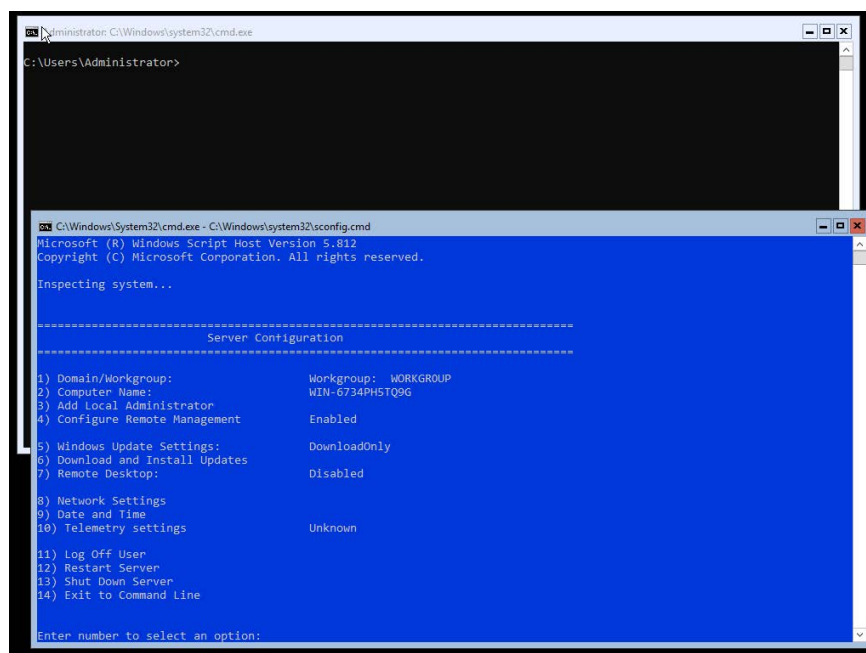 Administrator: C:\Windows\system32\cmd.exe
C:\Users\Administrator>
C:\Windows\System32\cmd.exe - C:\Windows\system32\sconfig.cmd
Microsoft (R) Windows Script Host Version 5.812
Copyright (C) Microsoft Corporation. All rights reserved.
Inspecting system...
===============================================================================
Server Configuration
===============================================================================
1) Domain/Workgroup: Workgroup: WORKGROUP
2) Computer Name: WIN-6734PH5TQ9G
3) Add Local Administrator
4) Configure Remote Management Enabled
5) Windows Update Settings: DownloadOnly
6) Download and Install Updates
7) Remote Desktop: Disabled
8) Network Settings
9) Date and Time
10) Telemetry settings Unknown
11) Log Off User
12) Restart Server
13) Shut Down Server
14) Exit to Command Line
Enter number to select an option: